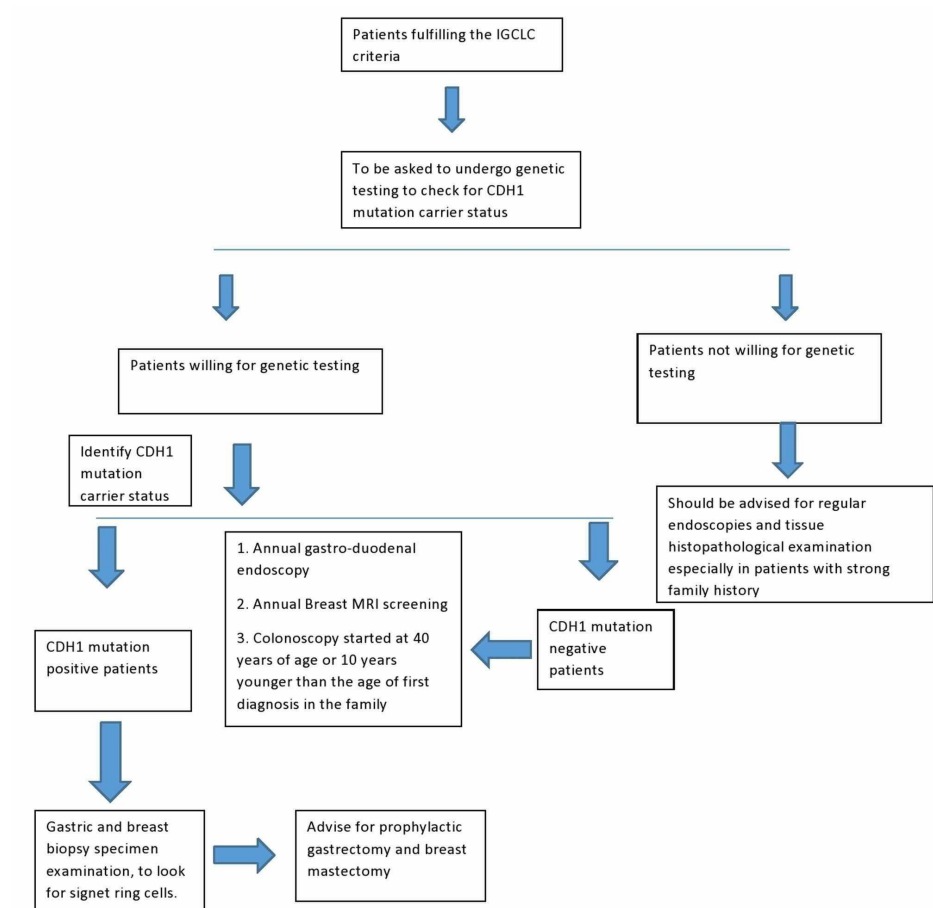 Patients fulfilling the IGCLC
criteria
To be asked to undergo genetic
testing to check for CDH1
mutation carrier status
Patients willing for genetic testing
Patients not willing for genetic
testing
Identify CDH1
mutation
carrier status
Should be advised for regular
endoscopies and tissue
histopathological examination
especially in patients with strong
family history
1. Annual gastro-duodenal
endoscopy
2. Annual Breast MRI screening
3. Colonoscopy started at 40
years of age or 10 years
younger than the age of first
diagnosis in the family
CDH1 mutation
negative
patients
CDH1 mutation
positive patients
Gastric and breast
biopsy specimen
examination, to look
for signet ring cells.
Advise for prophylactic
gastrectomy and breast
mastectomy